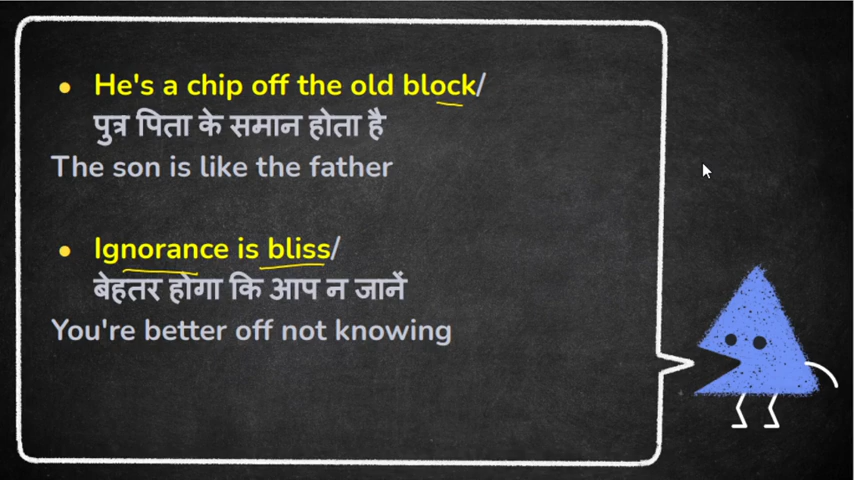 He's a chip off the old block/
पुत्र पिता के समान होता है
The son is like the father
Ignorance is bliss/
बेहतर होगा कि आप न जानें
You're better off not knowing